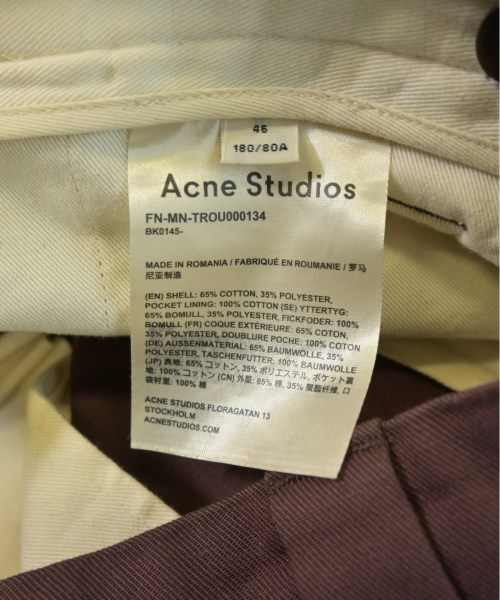 46
180/80A
Acne Studios
FN-MN-TROU000134
BK0145-
MADE IN ROMANIA / FABRIQUÉ EN ROUMANIE / 罗马
尼亚制造
(EN) SHELL: 65% COTTON, 35% POLYESTER,
POCKET LINING: 100% COTTON (SE) YTTERTYG:
65% BOMULL, 35% POLYESTER, FICKFODER: 100%
BOMULL (FR) COQUE EXTÉRIEURE: 65% COTON,
35% POLYESTER, DOUBLURE POCHE: 100% COTON
(DE) AUSSENMATERIAL: 65% BAUMWOLLE, 35%
POLYESTER, TASCHENFUTTER, 100% BAUMWOLLE
(JP) 表地: 65% コットン, 35% ポリエステル, ポケット裏
地: 100% コットン (CN) 外层: 65% 棉, 35% 聚酯纤维, 口
袋衬里: 100% 棉
ACNE STUDIOS FLORAGATAN 13
STOCKHOLM
ACNESTUDIOS.COM